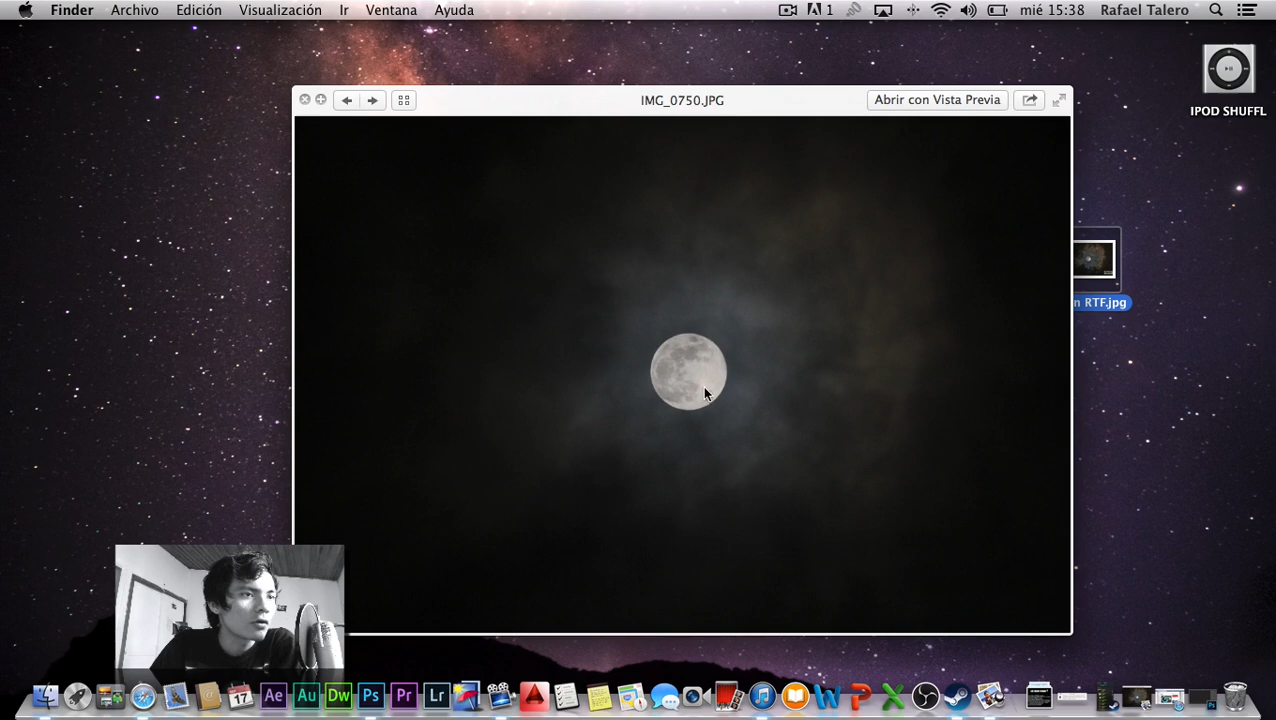 Finder Archivo Edición Visualización Ir Ventana Ayuda 1 mié 15:38 Rafael Talero
IMG_0750.JPG Abrir con Vista Previa
IPOD SHUFFL
n RTF.jpg
17 Ae Au Dw Ps Pr Lr